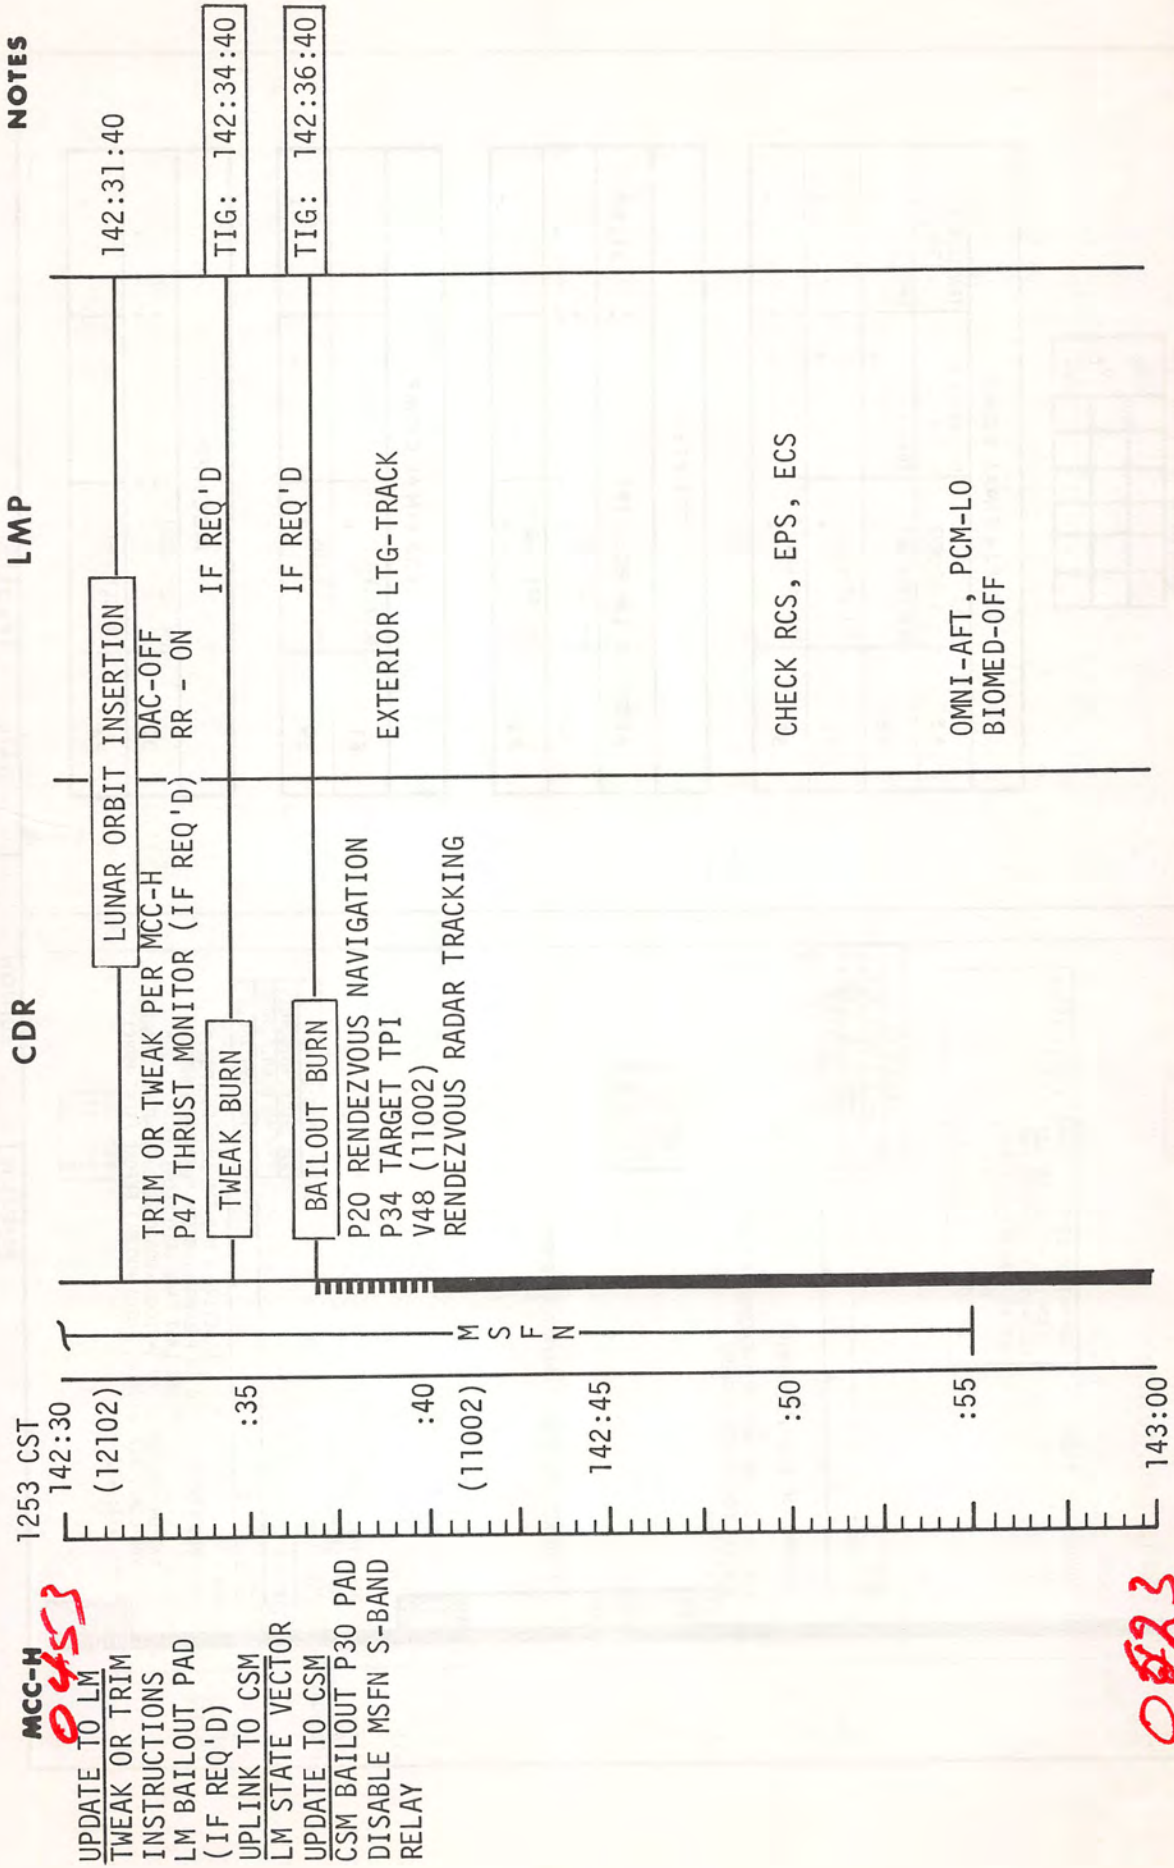 MCC-H
1253 CST
CDR
LMP
NOTES
0453
UPDATE TO LM
TWEAK OR TRIM
INSTRUCTIONS
LM BAILOUT PAD
(IF REQ'D)
UPLINK TO CSM
LM STATE VECTOR
UPDATE TO CSM
CSM BAILOUT P30 PAD
DISABLE MSFN S-BAND
RELAY
142:30
(12102)
:35
:40
(11002)
142:45
:50
:55
143:00
MSFN
LUNAR ORBIT INSERTION
142:31:40
TRIM OR TWEAK PER MCC-H
DAC-OFF
P47 THRUST MONITOR (IF REQ'D)
RR - ON
TWEAK BURN
IF REQ'D
TIG: 142:34:40
BAILOUT BURN
IF REQ'D
TIG: 142:36:40
P20 RENDEZVOUS NAVIGATION
P34 TARGET TPI
EXTERIOR LTG-TRACK
V48 (11002)
RENDEZVOUS RADAR TRACKING
CHECK RCS, EPS, ECS
OMNI-AFT, PCM-LO
BIOMED-OFF